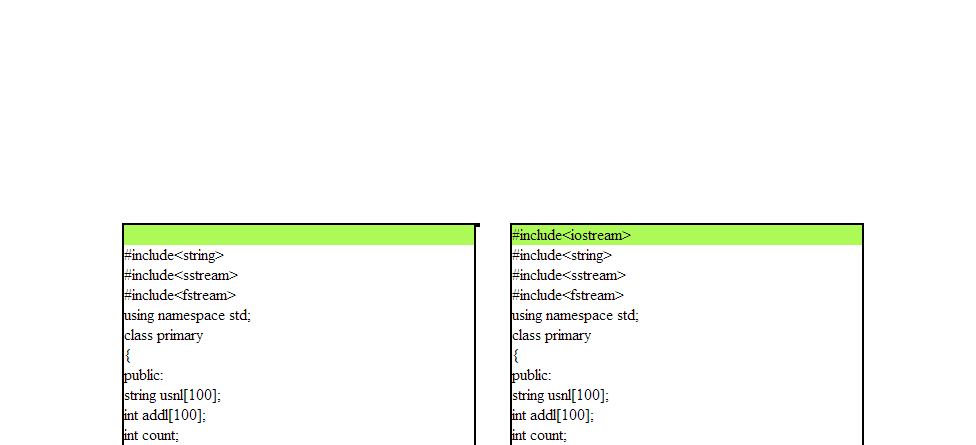 #include<string>
#include<sstream>
#include<fstream>
using namespace std;
class primary
{
public:
string usnl[100];
int addl[100];
int count;
#include<iostream>
#include<string>
#include<sstream>
#include<fstream>
using namespace std;
class primary
{
public:
string usnl[100];
int addl[100];
int count;